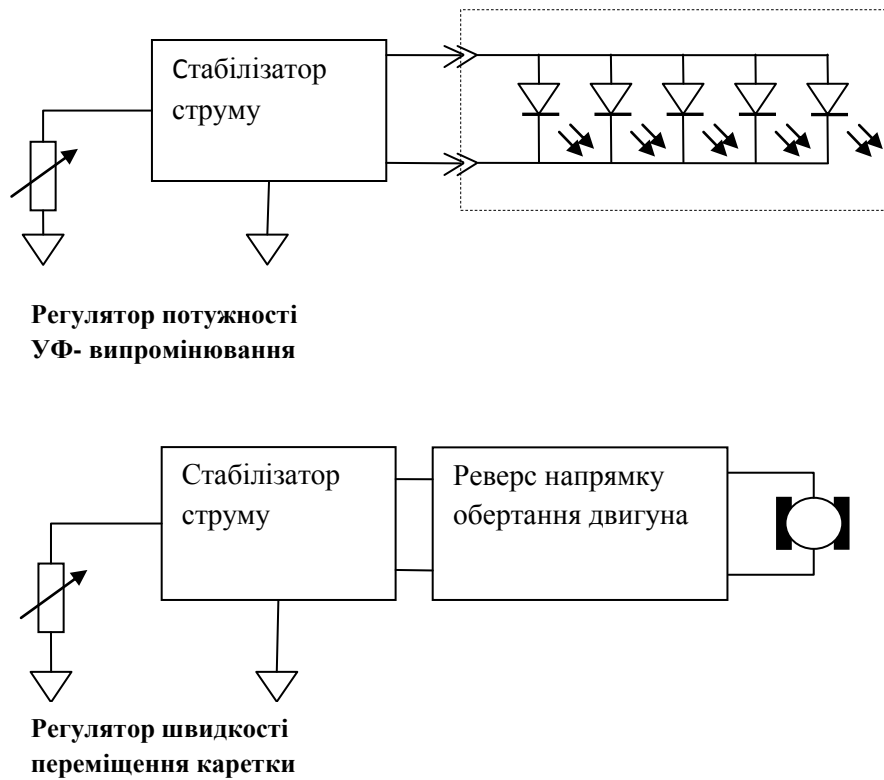 Стабілізатор
струму
Регулятор потужності
УФ- випромінювання
Стабілізатор
струму
Реверс напрямку
обертання двигуна
Регулятор швидкості
переміщення каретки